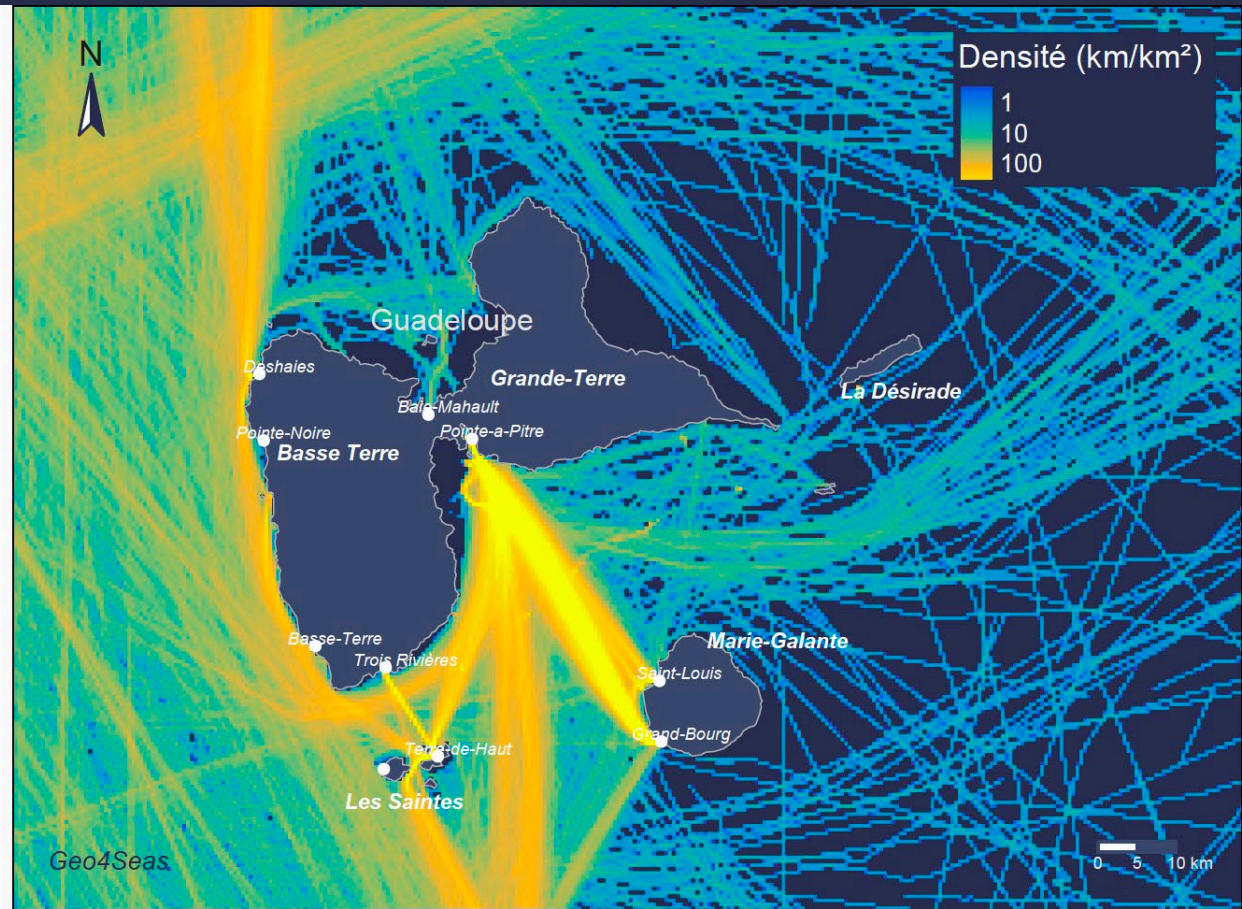 N
Densité (km/km²)
1
10
100
Guadeloupe
Deshaies
Grande-Terre
La Désirade
Baie-Mahault
Pointe-Noire
Pointe-a-Pitre
Basse Terre
Basse-Terre
Marie-Galante
Trois Rivières
Saint-Louis
Grand-Bourg
Terre-de-Haut
Les Saintes
Geo4Seas
0 5 10 km